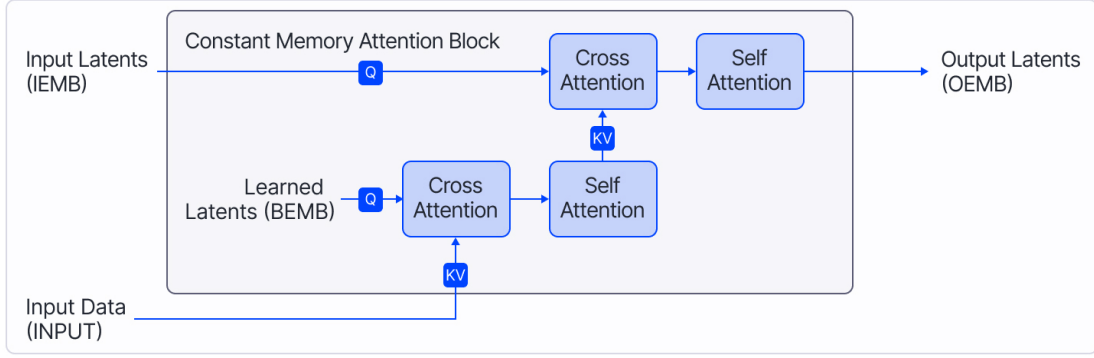 Constant Memory Attention Block
Input Latents
(IEMB)
Q
Cross
Attention
Self
Attention
Output Latents
(OEMB)
KV
Learned
Latents (BEMB)
Q
Cross
Attention
Self
Attention
KV
Input Data
(INPUT)